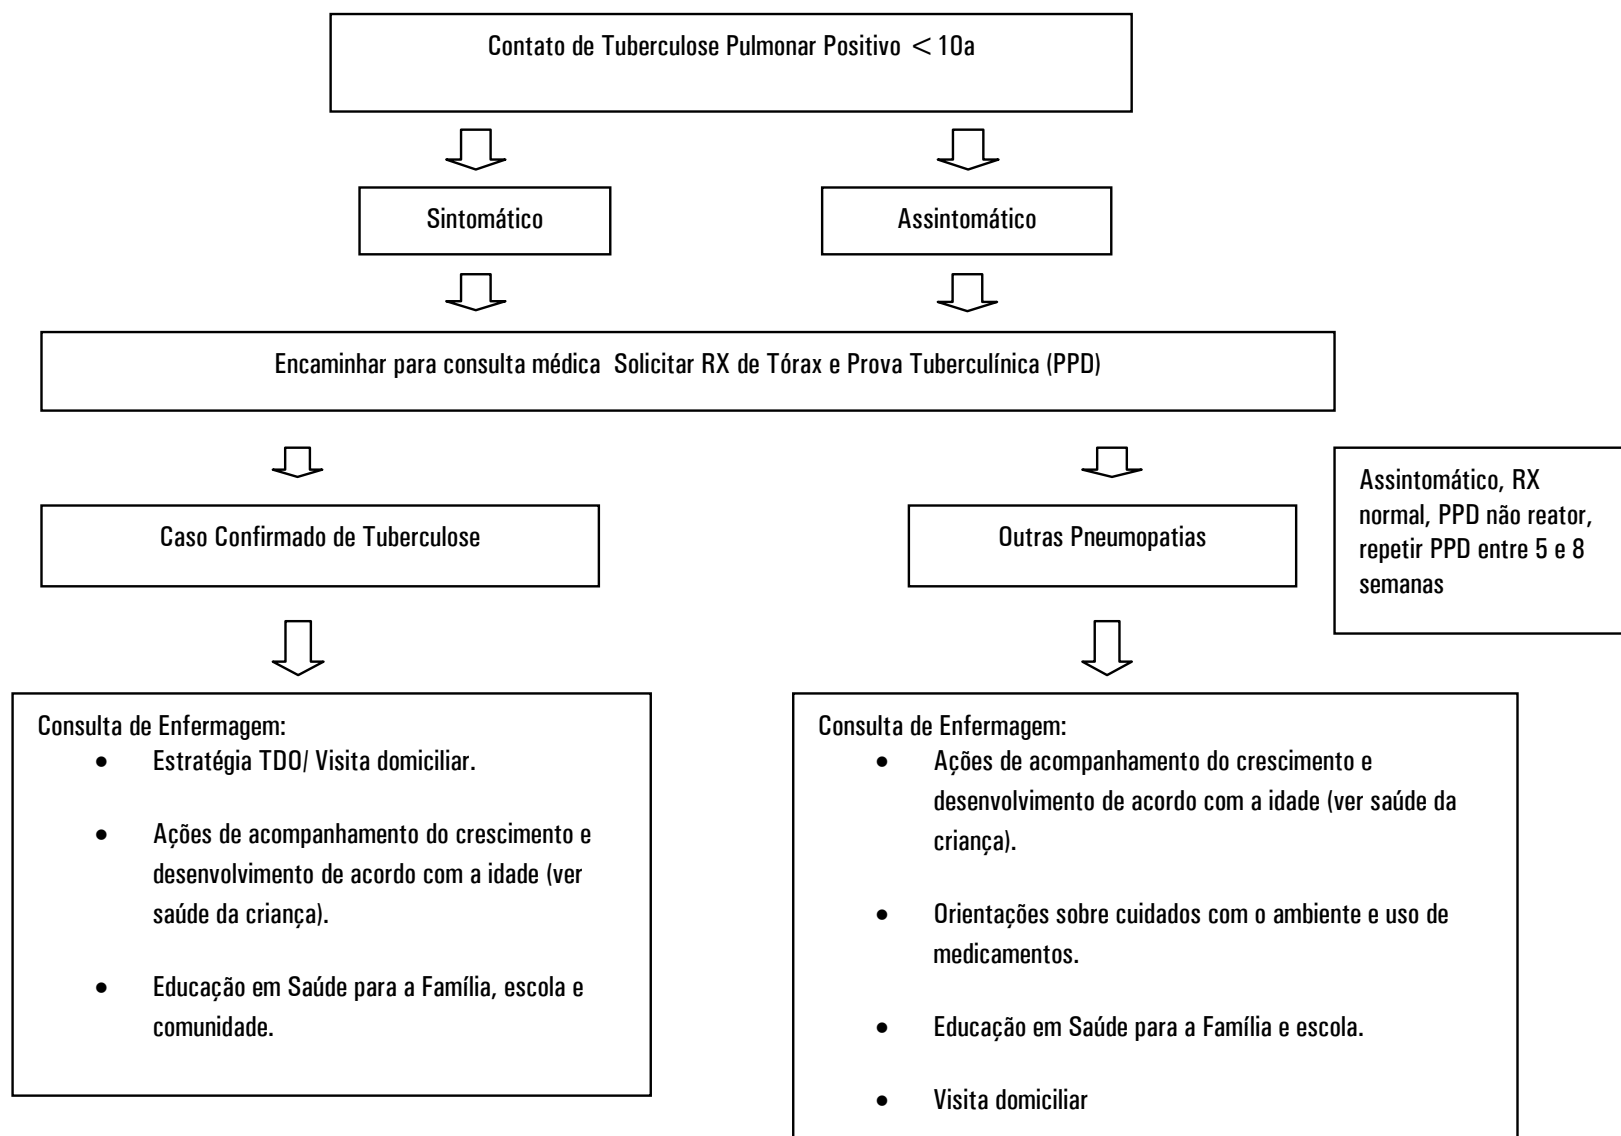 Contato de Tuberculose Pulmonar Positivo < 10a
Sintomático
Assintomático
Encaminhar para consulta médica Solicitar RX de Tórax e Prova Tuberculínica (PPD)
Caso Confirmado de Tuberculose
Outras Pneumopatias
Assintomático, RX
normal, PPD não reator,
repetir PPD entre 5 e 8
semanas
Consulta de Enfermagem:
• Estratégia TDO/ Visita domiciliar.
• Ações de acompanhamento do crescimento e
desenvolvimento de acordo com a idade (ver
saúde da criança).
• Educação em Saúde para a Família, escola e
comunidade.
Consulta de Enfermagem:
• Ações de acompanhamento do crescimento e
desenvolvimento de acordo com a idade (ver saúde da
criança).
• Orientações sobre cuidados com o ambiente e uso de
medicamentos.
• Educação em Saúde para a Família e escola.
• Visita domiciliar